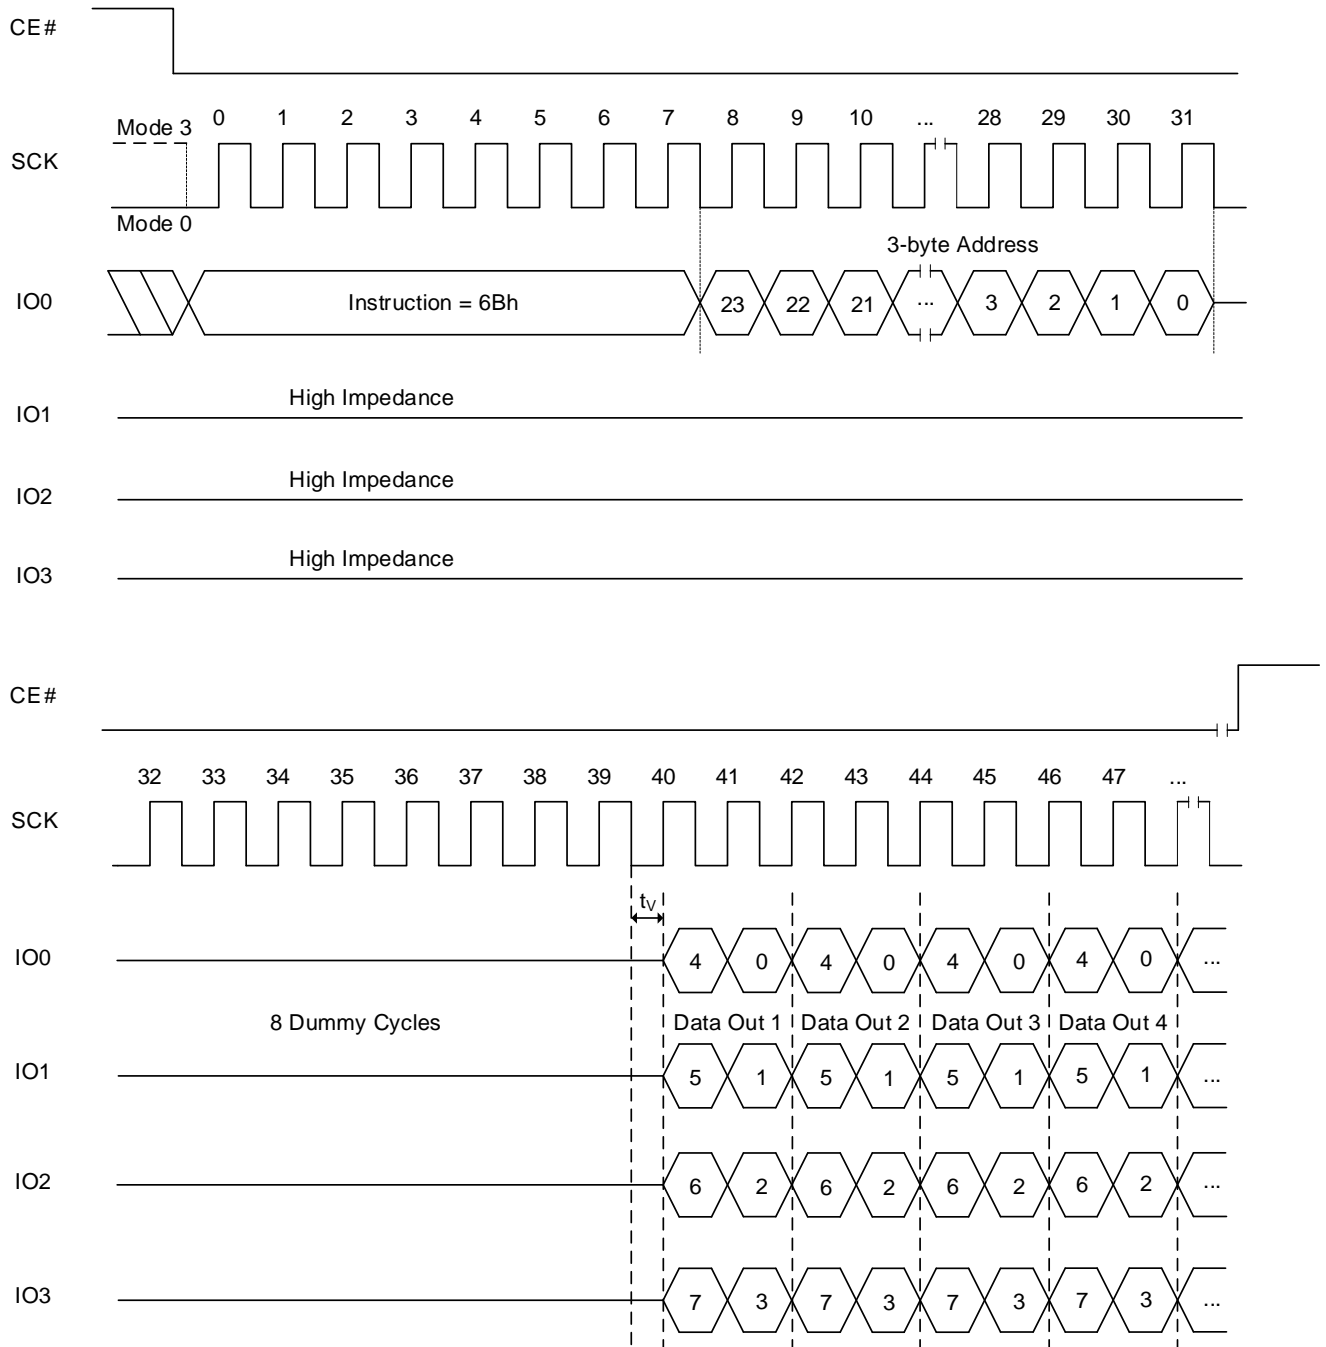 CE#
0 1 2 3 4 5 6 7 8 9 10 ... 28 29 30 31
Mode 3
SCK
Mode 0
3-byte Address
IO0 Instruction = 6Bh 23 22 21 ... 3 2 1 0
High Impedance
IO1
High Impedance
IO2
High Impedance
IO3
CE#
32 33 34 35 36 37 38 39 40 41 42 43 44 45 46 47 ...
SCK
tV
IO0 4 0 4 0 4 0 4 0 ...
8 Dummy Cycles Data Out 1 Data Out 2 Data Out 3 Data Out 4
IO1 5 1 5 1 5 1 5 1 ...
IO2 6 2 6 2 6 2 6 2 ...
IO3 7 3 7 3 7 3 7 3 ...